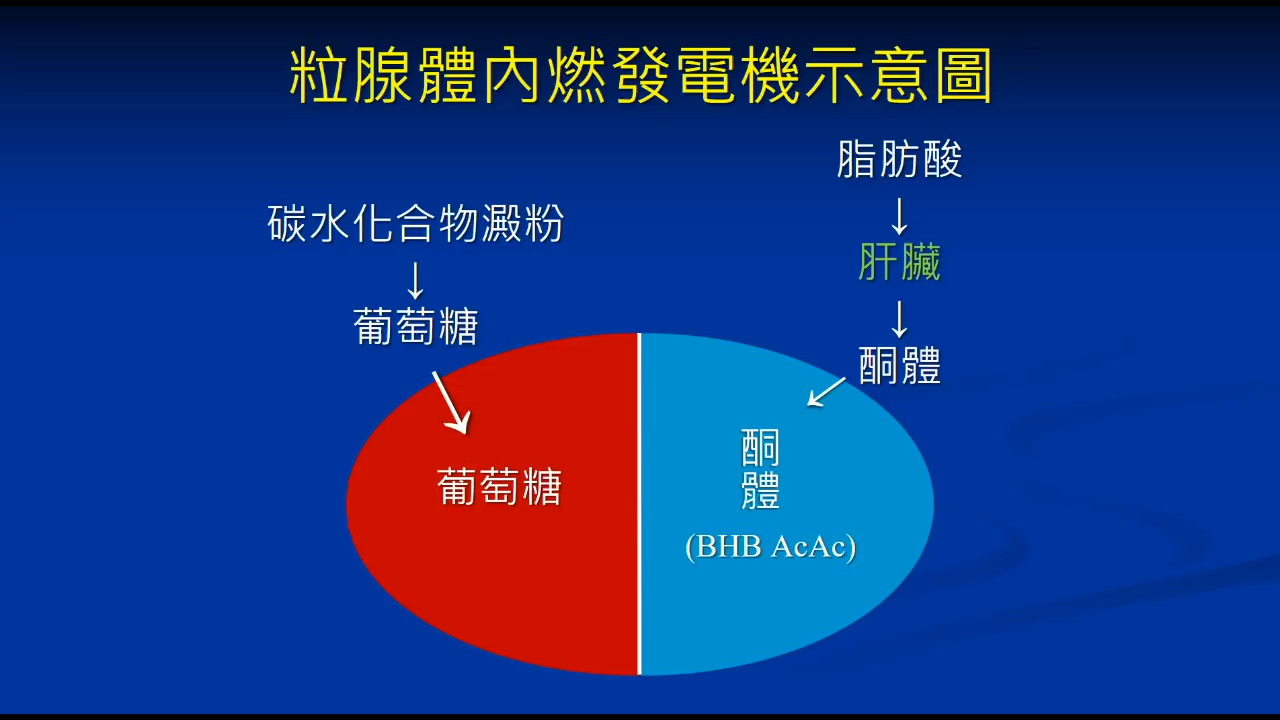 粒腺體內燃發電機示意圖
碳水化合物澱粉
↓
葡萄糖
葡萄糖
脂肪酸
↓
肝臟
↓
酮體
酮
體
(BHB AcAc)